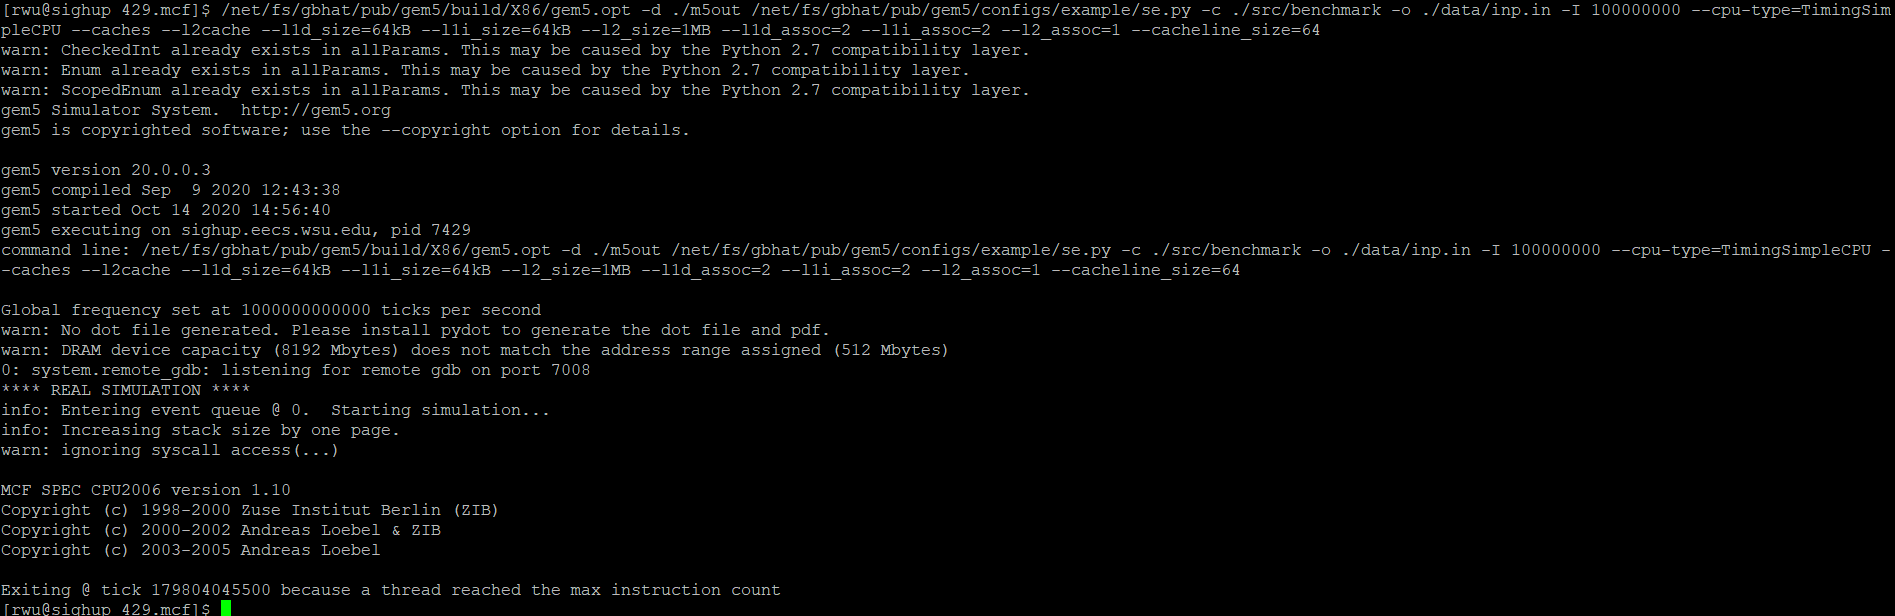 [rwu@sighup 429.mcf]$ /net/fs/gbhat/pub/gem5/build/X86/gem5.opt -d ./m5out /net/fs/gbhat/pub/gem5/configs/example/se.py -c ./src/benchmark -o ./data/inp.in -I 100000000 --cpu-type=TimingSim
pleCPU --caches --l2cache --l1d_size=64kB --l1i_size=64kB --l2_size=1MB --l1d_assoc=2 --l1i_assoc=2 --l2_assoc=1 --cacheline_size=64
warn: CheckedInt already exists in allParams. This may be caused by the Python 2.7 compatibility layer.
warn: Enum already exists in allParams. This may be caused by the Python 2.7 compatibility layer.
warn: ScopedEnum already exists in allParams. This may be caused by the Python 2.7 compatibility layer.
gem5 Simulator System.  http://gem5.org
gem5 is copyrighted software; use the --copyright option for details.

gem5 version 20.0.0.3
gem5 compiled Sep  9 2020 12:43:38
gem5 started Oct 14 2020 14:56:40
gem5 executing on sighup.eecs.wsu.edu, pid 7429
command line: /net/fs/gbhat/pub/gem5/build/X86/gem5.opt -d ./m5out /net/fs/gbhat/pub/gem5/configs/example/se.py -c ./src/benchmark -o ./data/inp.in -I 100000000 --cpu-type=TimingSimpleCPU -
-caches --l2cache --l1d_size=64kB --l1i_size=64kB --l2_size=1MB --l1d_assoc=2 --l1i_assoc=2 --l2_assoc=1 --cacheline_size=64

Global frequency set at 1000000000000 ticks per second
warn: No dot file generated. Please install pydot to generate the dot file and pdf.
warn: DRAM device capacity (8192 Mbytes) does not match the address range assigned (512 Mbytes)
0: system.remote_gdb: listening for remote gdb on port 7008
**** REAL SIMULATION ****
info: Entering event queue @ 0.  Starting simulation...
info: Increasing stack size by one page.
warn: ignoring syscall access(...)

MCF SPEC CPU2006 version 1.10
Copyright (c) 1998-2000 Zuse Institut Berlin (ZIB)
Copyright (c) 2000-2002 Andreas Loebel & ZIB
Copyright (c) 2003-2005 Andreas Loebel

Exiting @ tick 179804045500 because a thread reached the max instruction count
[rwu@sighup 429.mcf]$